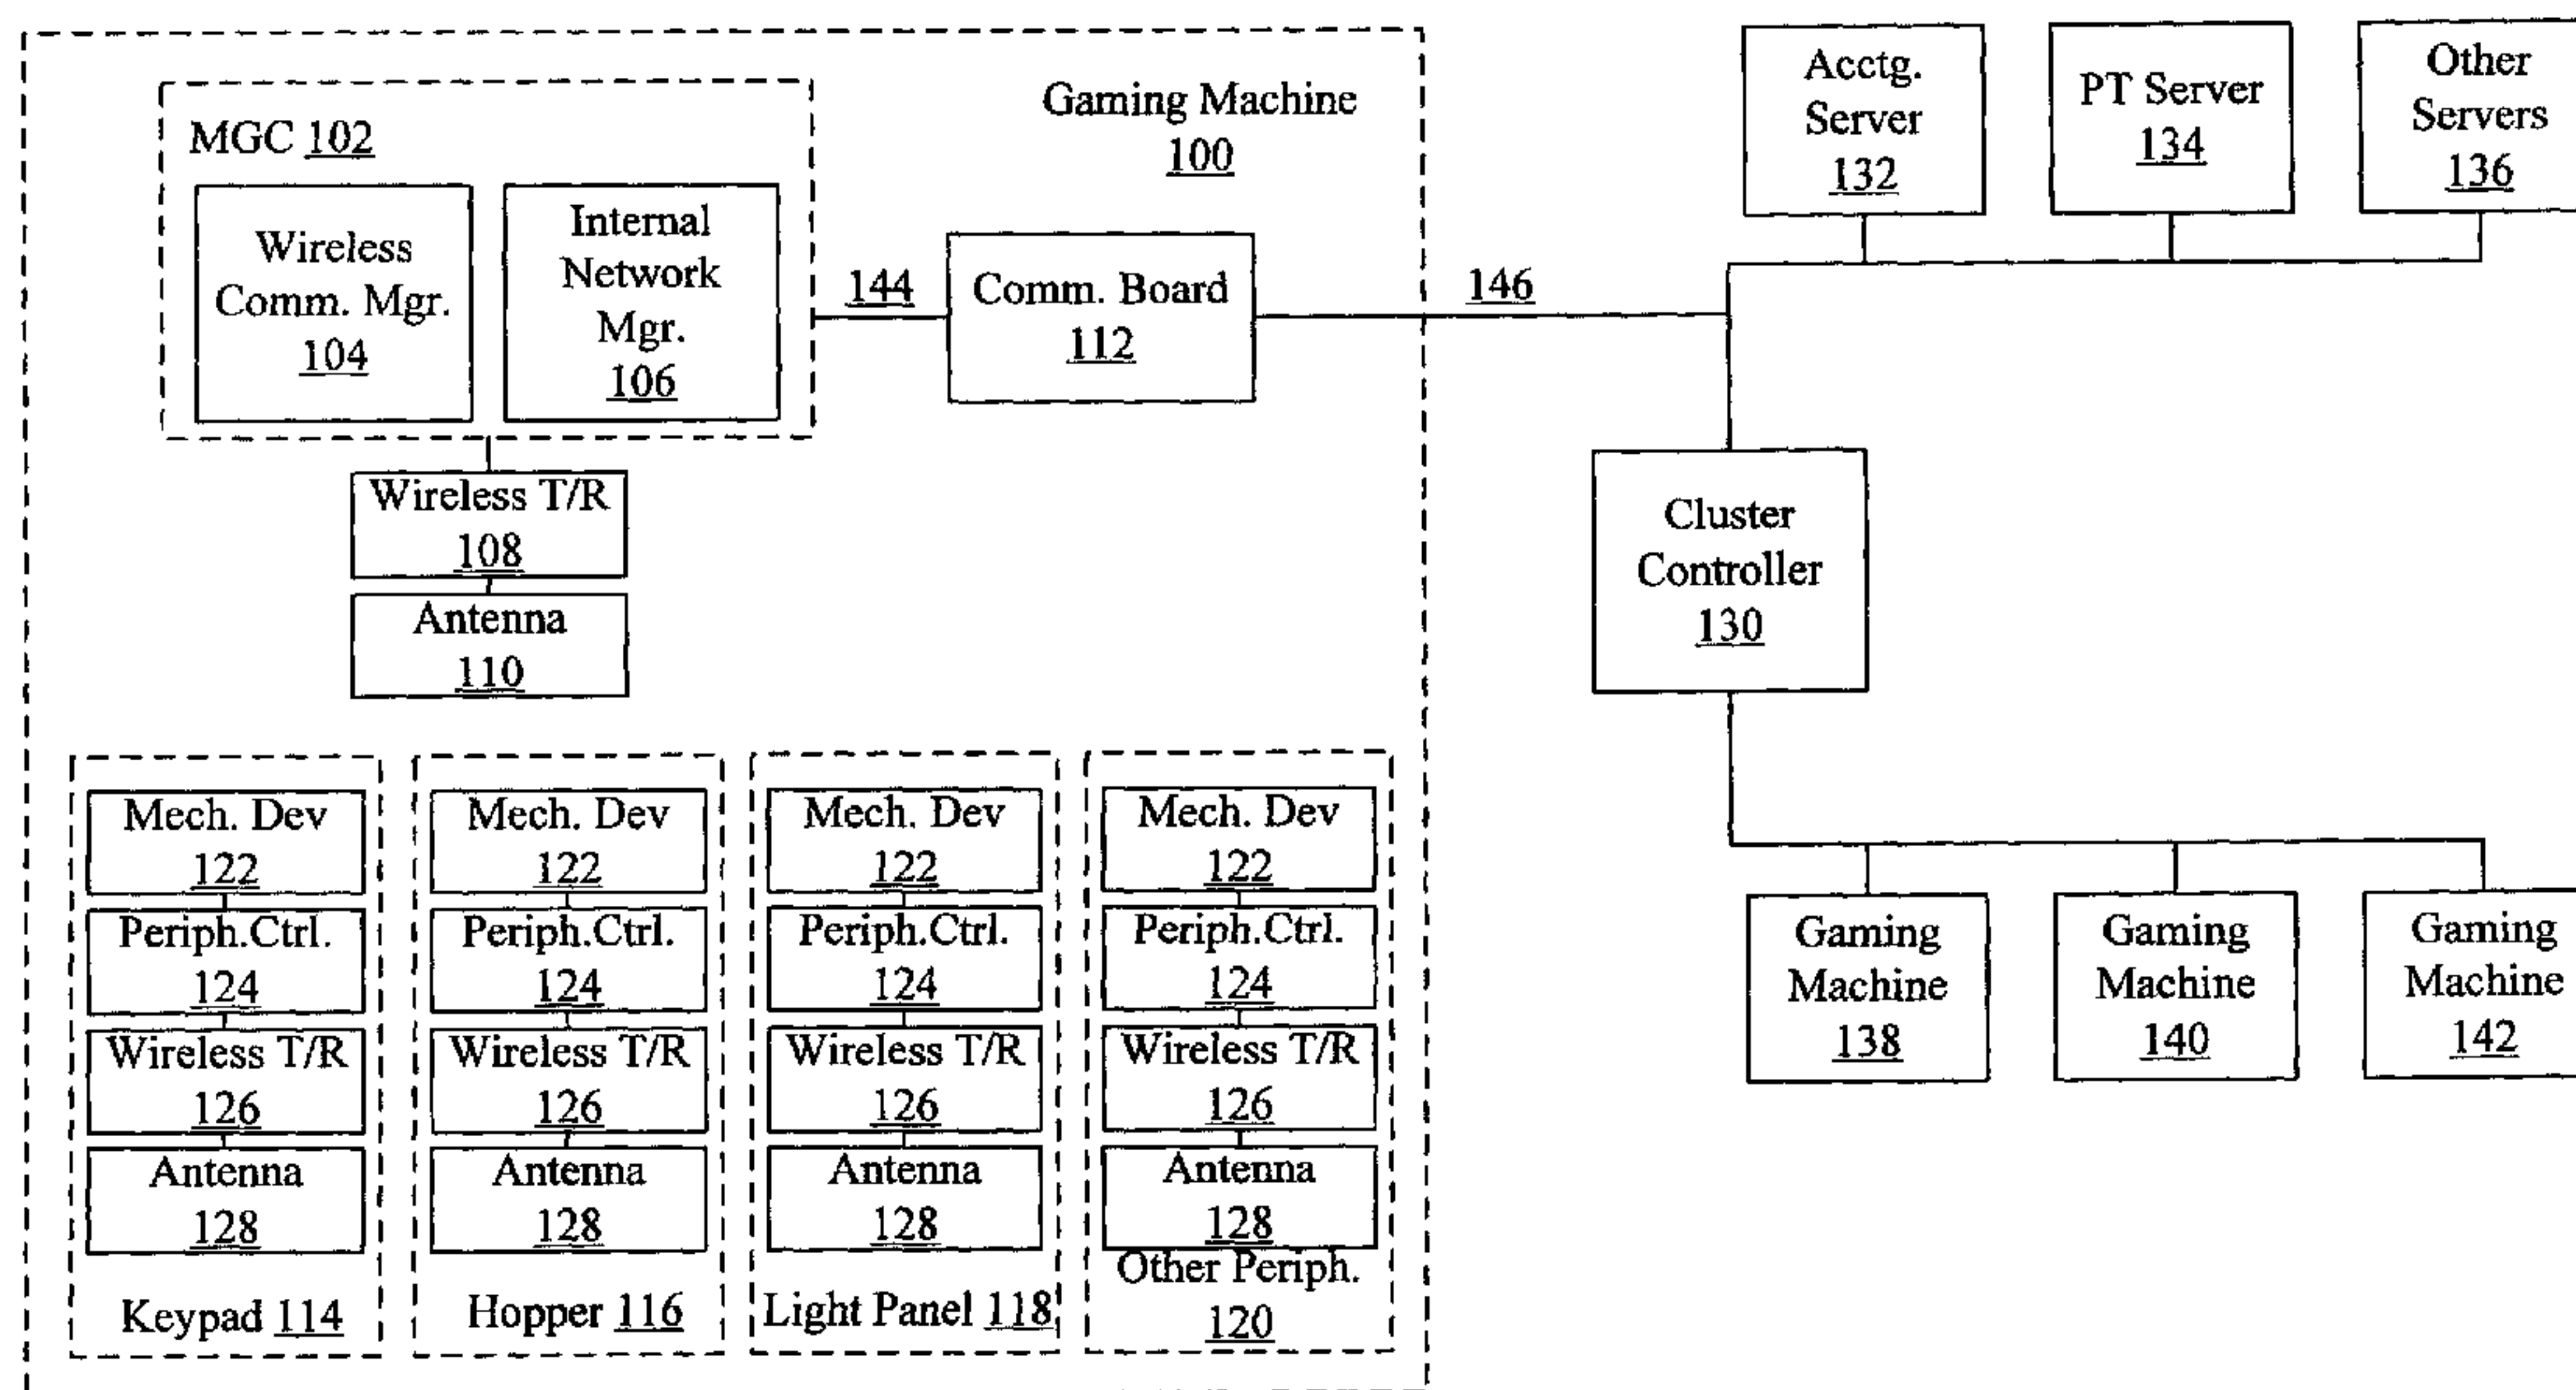 Gaming Machine
100
MGC 102
Wireless
Comm. Mgr.
104
Internal
Network
Mgr.
106
144
Comm. Board
112
146
Wireless T/R
108
Antenna
110
Mech. Dev
122
Periph.Ctrl.
124
Wireless T/R
126
Antenna
128
Keypad 114
Mech. Dev
122
Periph.Ctrl.
124
Wireless T/R
126
Antenna
128
Hopper 116
Mech. Dev
122
Periph.Ctrl.
124
Wireless T/R
126
Antenna
128
Light Panel 118
Mech. Dev
122
Periph.Ctrl.
124
Wireless T/R
126
Antenna
128
Other Periph.
120
Acctg.
Server
132
PT Server
134
Other
Servers
136
Cluster
Controller
130
Gaming
Machine
138
Gaming
Machine
140
Gaming
Machine
142